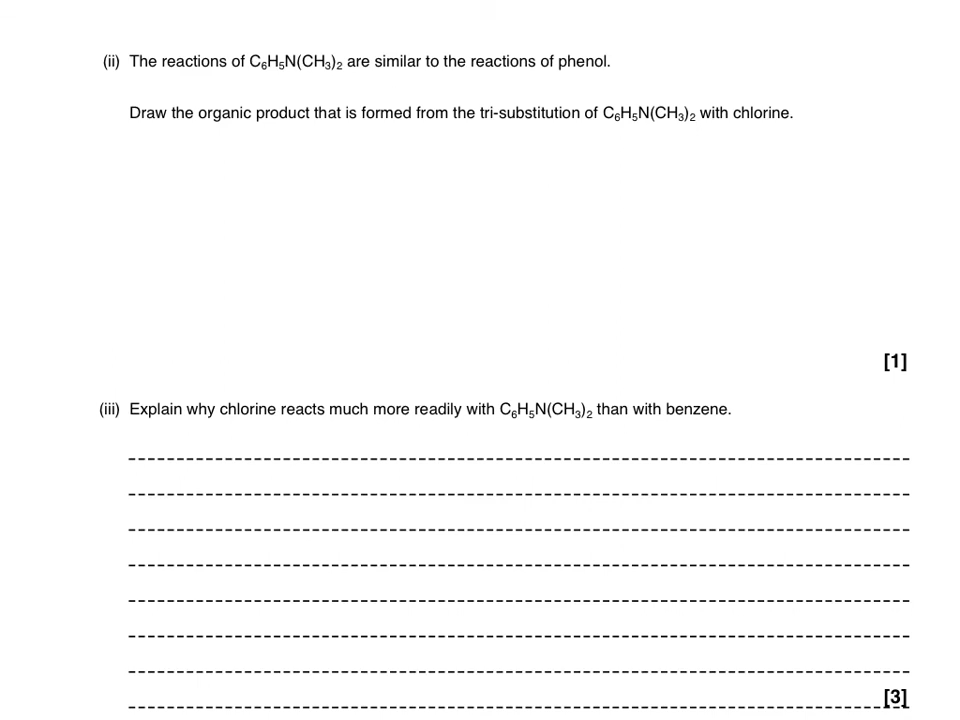 (ii) The reactions of C₆H₅N(CH₃)₂ are similar to the reactions of phenol.
Draw the organic product that is formed from the tri-substitution of C₆H₅N(CH₃)₂ with chlorine.
[1]
(iii) Explain why chlorine reacts much more readily with C₆H₅N(CH₃)₂ than with benzene.
[3]